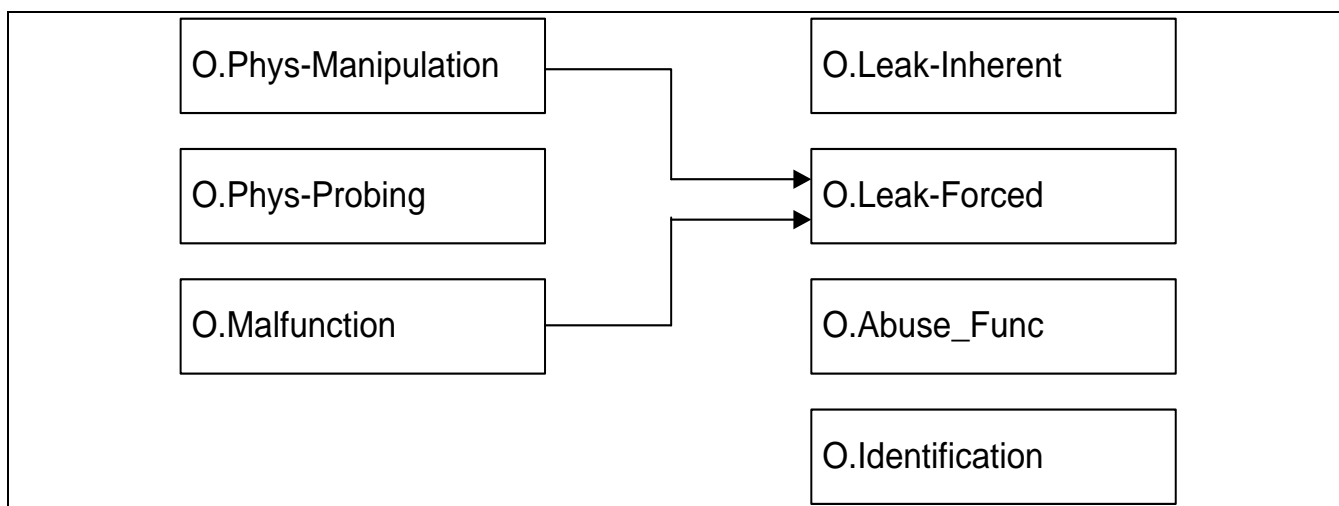 O.Phys-Manipulation
O.Leak-Inherent
O.Phys-Probing
O.Leak-Forced
O.Malfunction
O.Abuse_Func
O.Identification